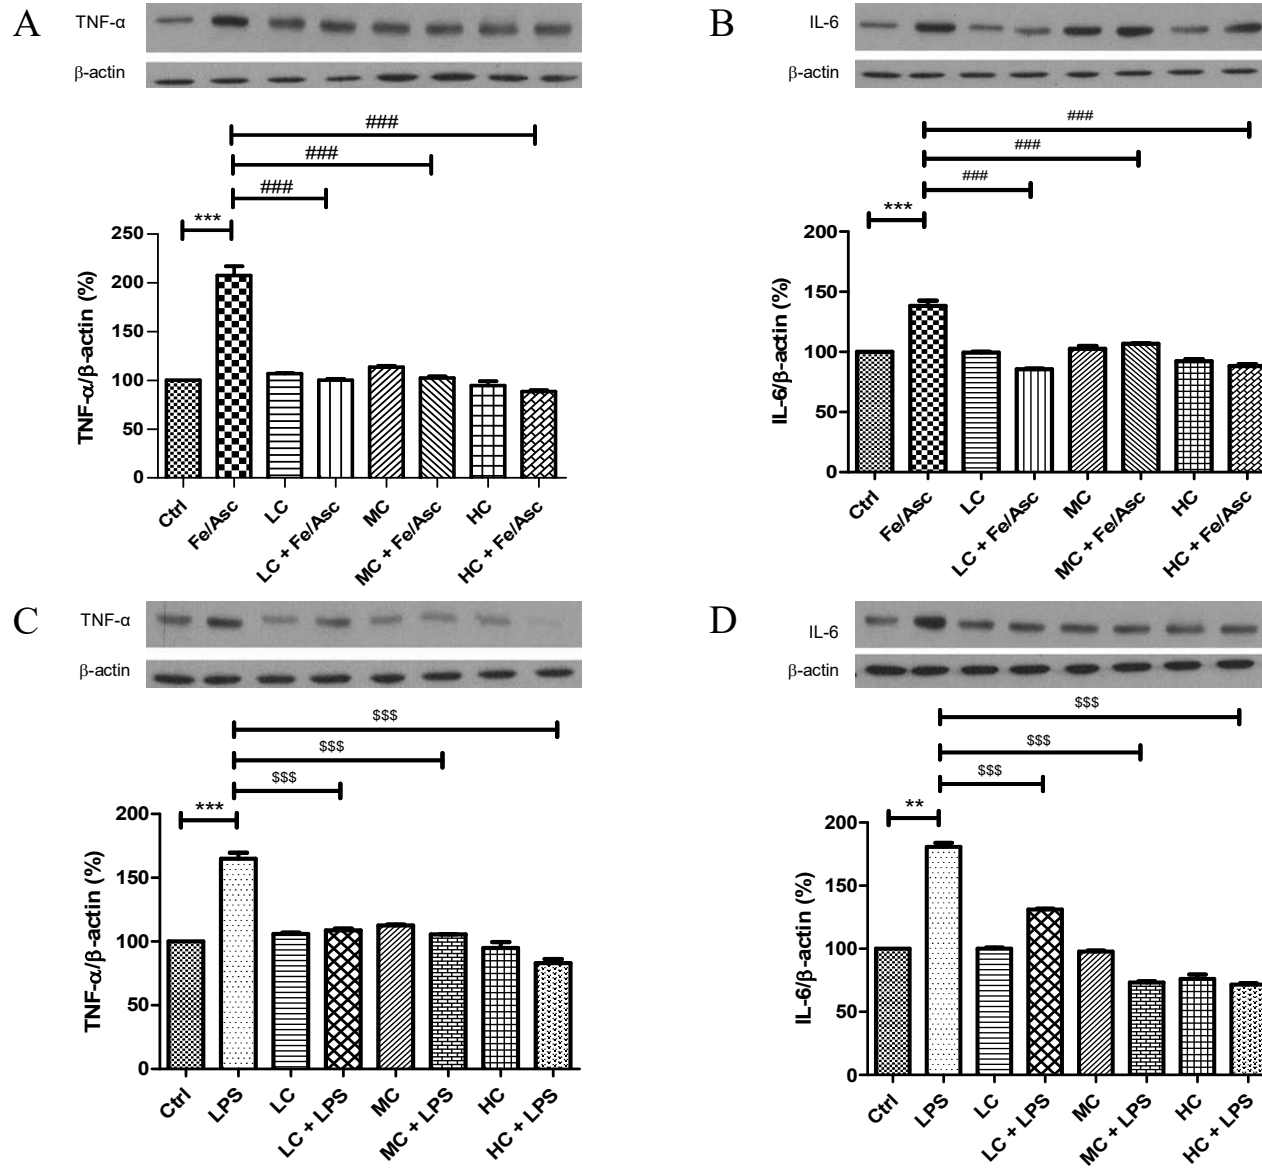 A
TNF-α
β-actin
###
###
###
***
250
200
150
100
50
0
TNF-α/β-actin (%)
Ctrl
Fe/Asc
LC
LC + Fe/Asc
MC
MC + Fe/Asc
HC
HC + Fe/Asc
B
IL-6
β-actin
###
###
###
***
200
150
100
50
0
IL-6/β-actin (%)
Ctrl
Fe/Asc
LC
LC + Fe/Asc
MC
MC + Fe/Asc
HC
HC + Fe/Asc
C
TNF-α
β-actin
$$$
$$$
$$$
***
200
150
100
50
0
TNF-α/β-actin (%)
Ctrl
LPS
LC
LC + LPS
MC
MC + LPS
HC
HC + LPS
D
IL-6
β-actin
$$$
$$$
$$$
**
200
150
100
50
0
IL-6/β-actin (%)
Ctrl
LPS
LC
LC + LPS
MC
MC + LPS
HC
HC + LPS